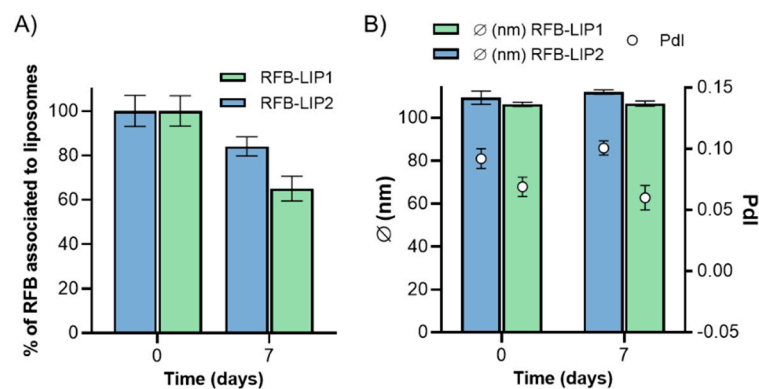 A)
% of RFB associated to liposomes
100
80
60
40
20
0
RFB-LIP1
RFB-LIP2
0
7
Time (days)
B)
∅ (nm) RFB-LIP1
∅ (nm) RFB-LIP2
PdI
∅ (nm)
100
80
60
40
20
0
0.15
0.10
0.05
0.00
-0.05
PdI
0
7
Time (days)